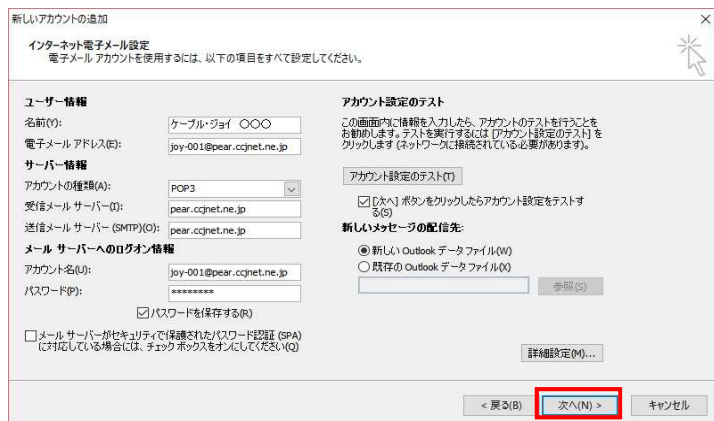 新しいアカウントの追加
インターネット電子メール設定
電子メール アカウントを使用するには、以下の項目をすべて設定してください。
ユーザー情報
名前(Y):
ケーブル・ジョイ 〇〇〇
電子メール アドレス(E):
joy-001@pear.ccjnet.ne.jp
サーバー情報
アカウントの種類(A):
POP3
受信メール サーバー(I):
pear.ccjnet.ne.jp
送信メール サーバー (SMTP)(O):
pear.ccjnet.ne.jp
メール サーバーへのログオン情報
アカウント名(U):
joy-001@pear.ccjnet.ne.jp
パスワード(P):
********
パスワードを保存する(R)
メール サーバーがセキュリティで保護されたパスワード認証 (SPA)
に対応している場合には、チェック ボックスをオンにしてください(Q)
アカウント設定のテスト
この画面内に情報を入力したら、アカウントのテストを行うことを
お勧めします。テストを実行するには [アカウント設定のテスト] を
クリックします (ネットワークに接続されている必要があります)。
アカウント設定のテスト(T)
[次へ] ボタンをクリックしたらアカウント設定をテストす
る(S)
新しいメッセージの配信先:
新しい Outlook データ ファイル(W)
既存の Outlook データ ファイル(X)
参照(S)
詳細設定(M)...
< 戻る(B)
次へ(N) >
キャンセル